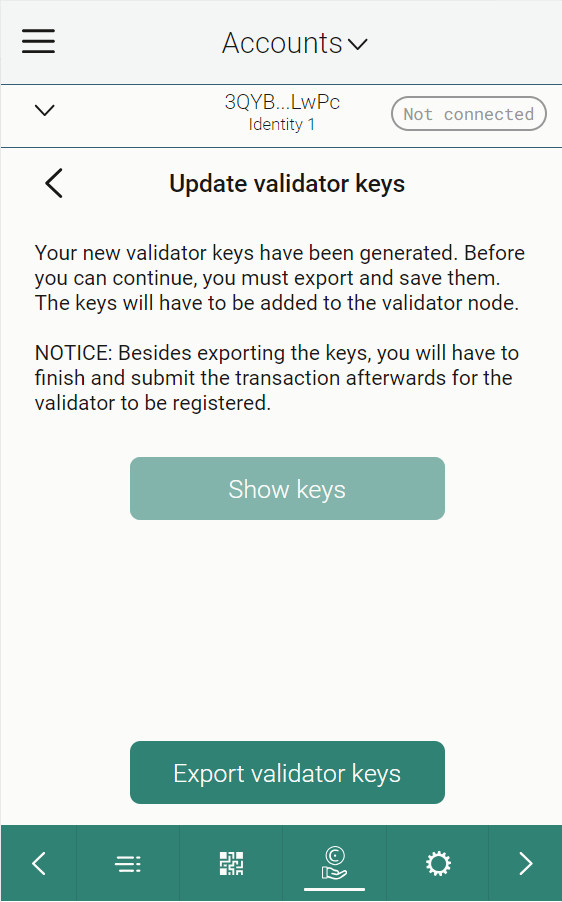 Accounts
3QYB...LwPc
Identity 1
Not connected
Update validator keys
Your new validator keys have been generated. Before
you can continue, you must export and save them.
The keys will have to be added to the validator node.
NOTICE: Besides exporting the keys, you will have to
finish and submit the transaction afterwards for the
validator to be registered.
Show keys
Export validator keys